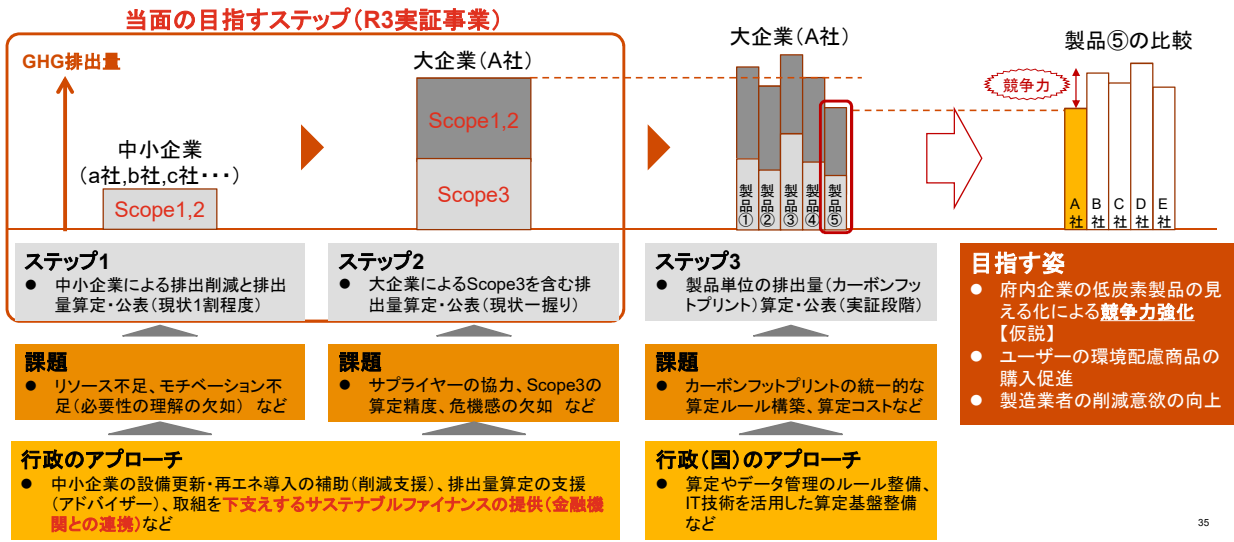 当面の目指すステップ(R3実証事業)
GHG排出量
中小企業
(a社,b社,c社・・・)
Scope1,2
大企業(A社)
Scope1,2
Scope3
大企業(A社)
製品①
製品②
製品③
製品④
製品⑤
製品⑤の比較
競争力
A社
B社
C社
D社
E社
ステップ1
● 中小企業による排出削減と排出
量算定・公表(現状1割程度)
ステップ2
● 大企業によるScope3を含む排
出量算定・公表(現状一握り)
ステップ3
● 製品単位の排出量(カーボンフッ
トプリント)算定・公表(実証段階)
目指す姿
● 府内企業の低炭素製品の見
える化による競争力強化
【仮説】
● ユーザーの環境配慮商品の
購入促進
● 製造業者の削減意欲の向上
課題
● リソース不足、モチベーション不
足(必要性の理解の欠如) など
課題
● サプライヤーの協力、Scope3の
算定精度、危機感の欠如 など
課題
● カーボンフットプリントの統一的な
算定ルール構築、算定コストなど
行政のアプローチ
● 中小企業の設備更新・再エネ導入の補助(削減支援)、排出量算定の支援
(アドバイザー)、取組を下支えするサステナブルファイナンスの提供(金融機
関との連携)など
行政(国)のアプローチ
● 算定やデータ管理のルール整備、
IT技術を活用した算定基盤整備
など
35